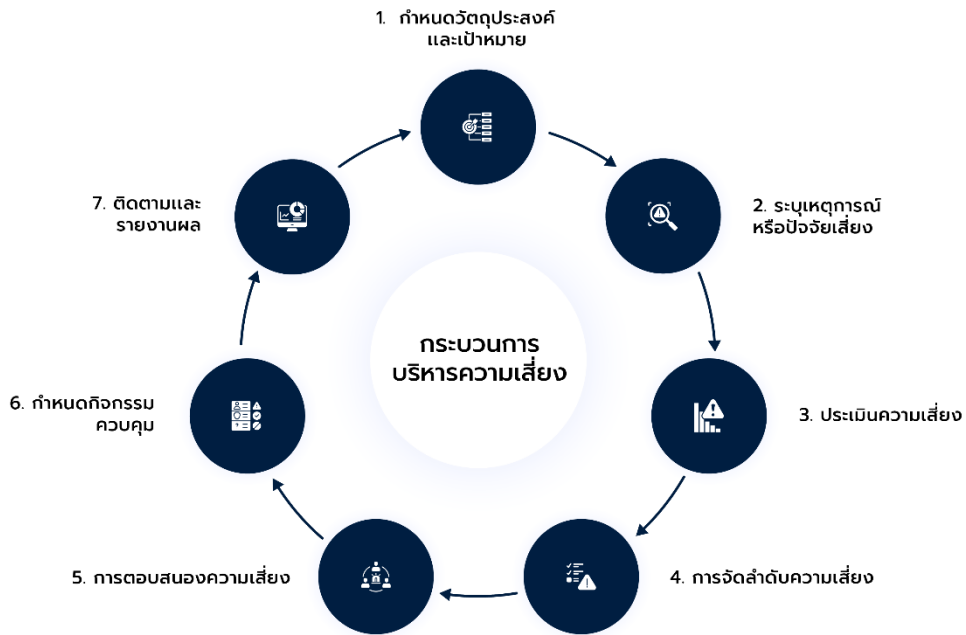 1. กำหนดวัตถุประสงค์
และเป้าหมาย
2. ระบุเหตุการณ์
หรือปัจจัยเสี่ยง
3. ประเมินความเสี่ยง
4. การจัดลำดับความเสี่ยง
5. การตอบสนองความเสี่ยง
6. กำหนดกิจกรรม
ควบคุม
7. ติดตามและ
รายงานผล
กระบวนการ
บริหารความเสี่ยง